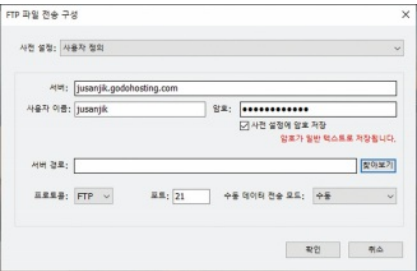 FTP 파일 전송 구성
사전 설정: 사용자 정의
서버: jusanjik.godohosting.com
사용자 이름: jusanjik 암호: ●●●●●●●●●●●●
사전 설정에 암호 저장
암호가 일반 텍스트로 저장됩니다.
서버 경로: 찾아보기
프로토콜: FTP 포트: 21 수동 데이터 전송 모드: 수동
확인 취소